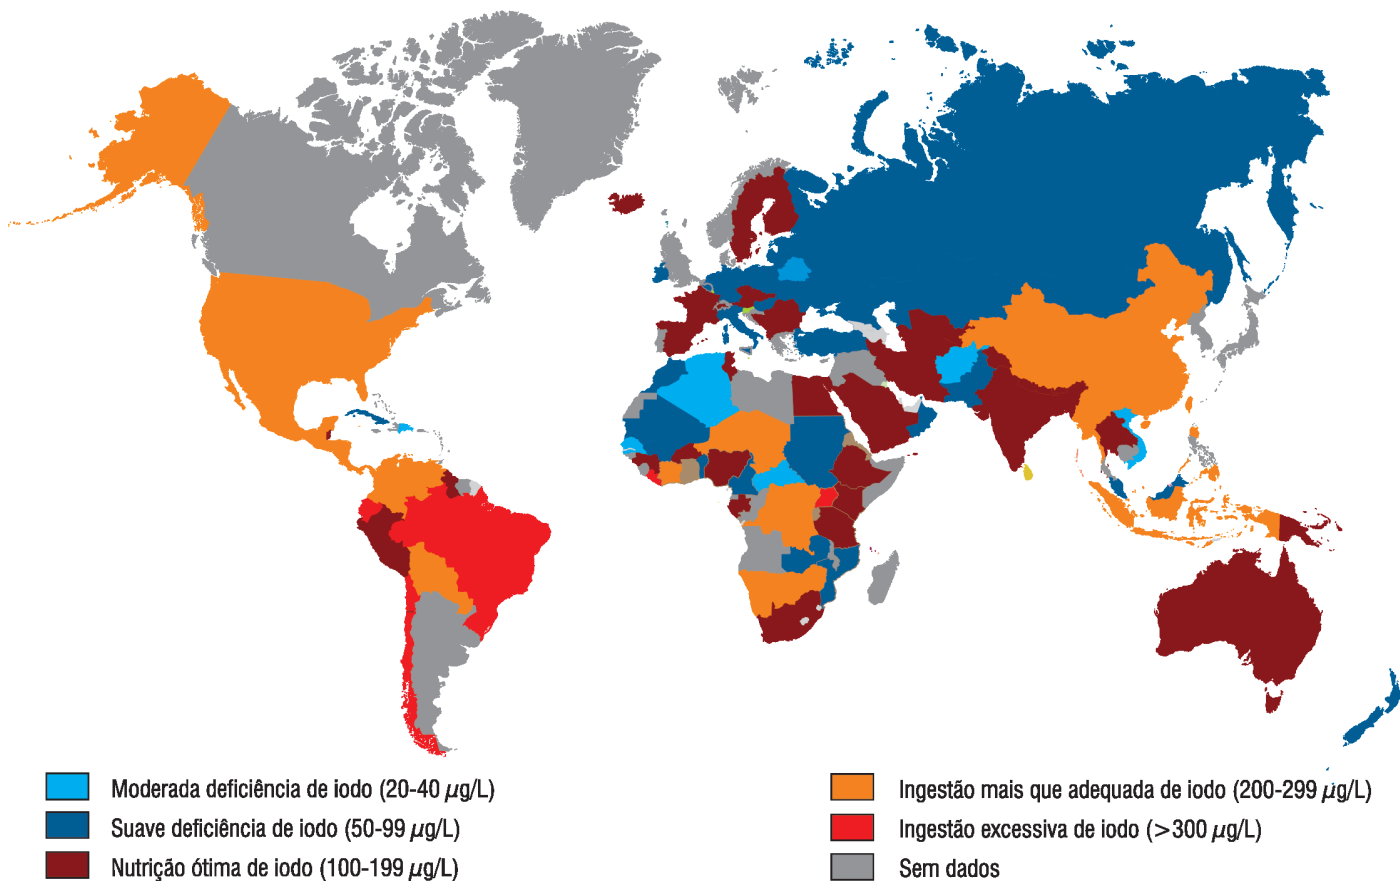 Moderada deficiência de iodo (20-40 µg/L)
Suave deficiência de iodo (50-99 µg/L)
Nutrição ótima de iodo (100-199 µg/L)
Ingestão mais que adequada de iodo (200-299 µg/L)
Ingestão excessiva de iodo (>300 µg/L)
Sem dados